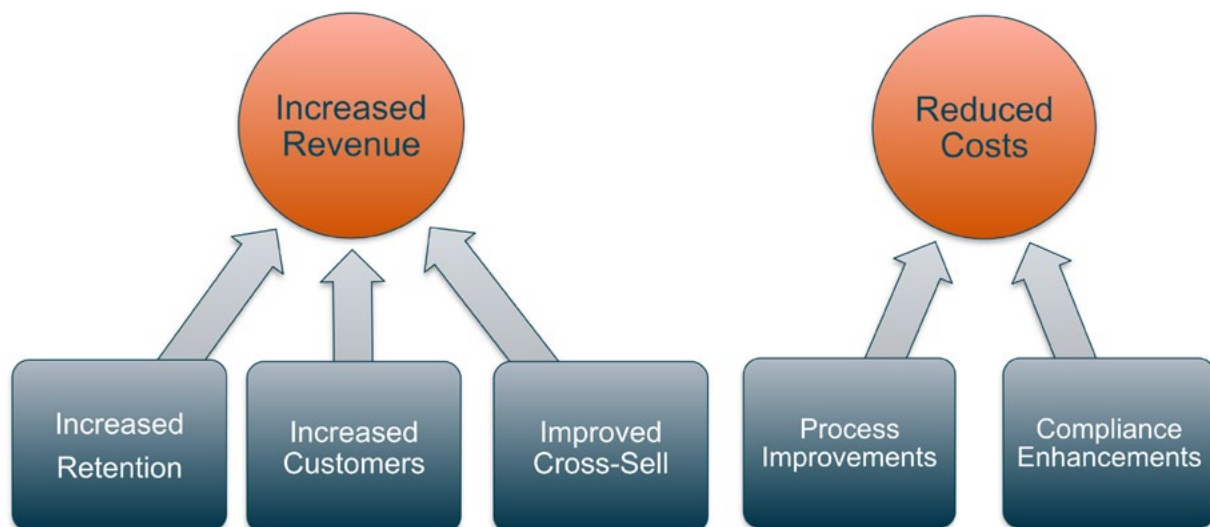 Increased
Revenue
Reduced
Costs
Increased
Retention
Increased
Customers
Improved
Cross-Sell
Process
Improvements
Compliance
Enhancements